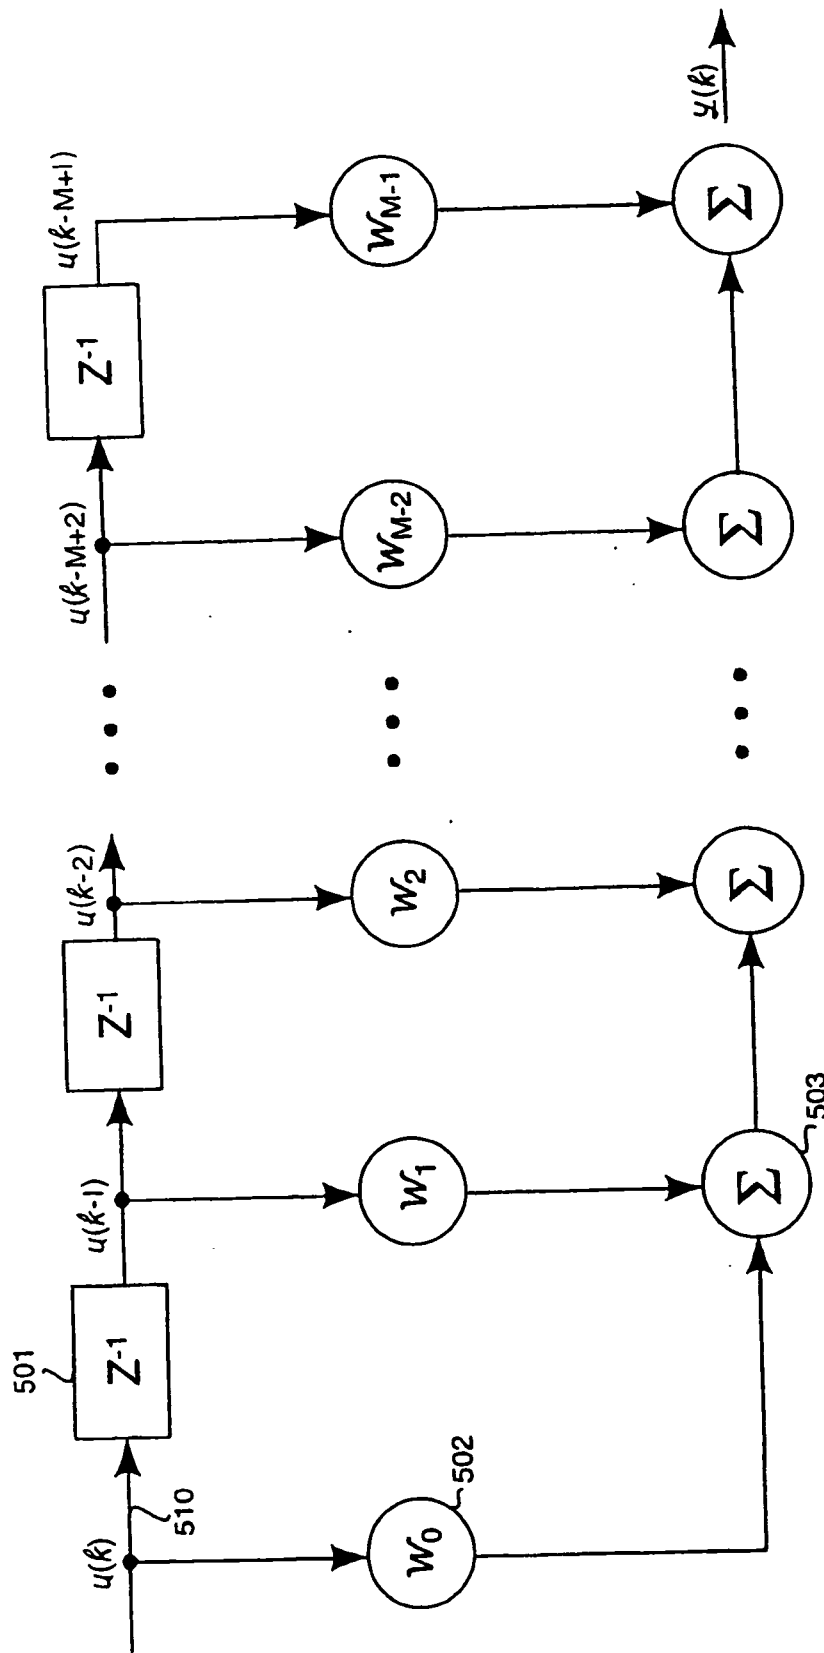 u(k)
u(k-1)
u(k-2)
u(k-M+2)
u(k-M+1)
501
510
Z-1
Z-1
Z-1
W0
W1
W2
WM-2
WM-1
502
Σ
Σ
Σ
Σ
503
y(k)